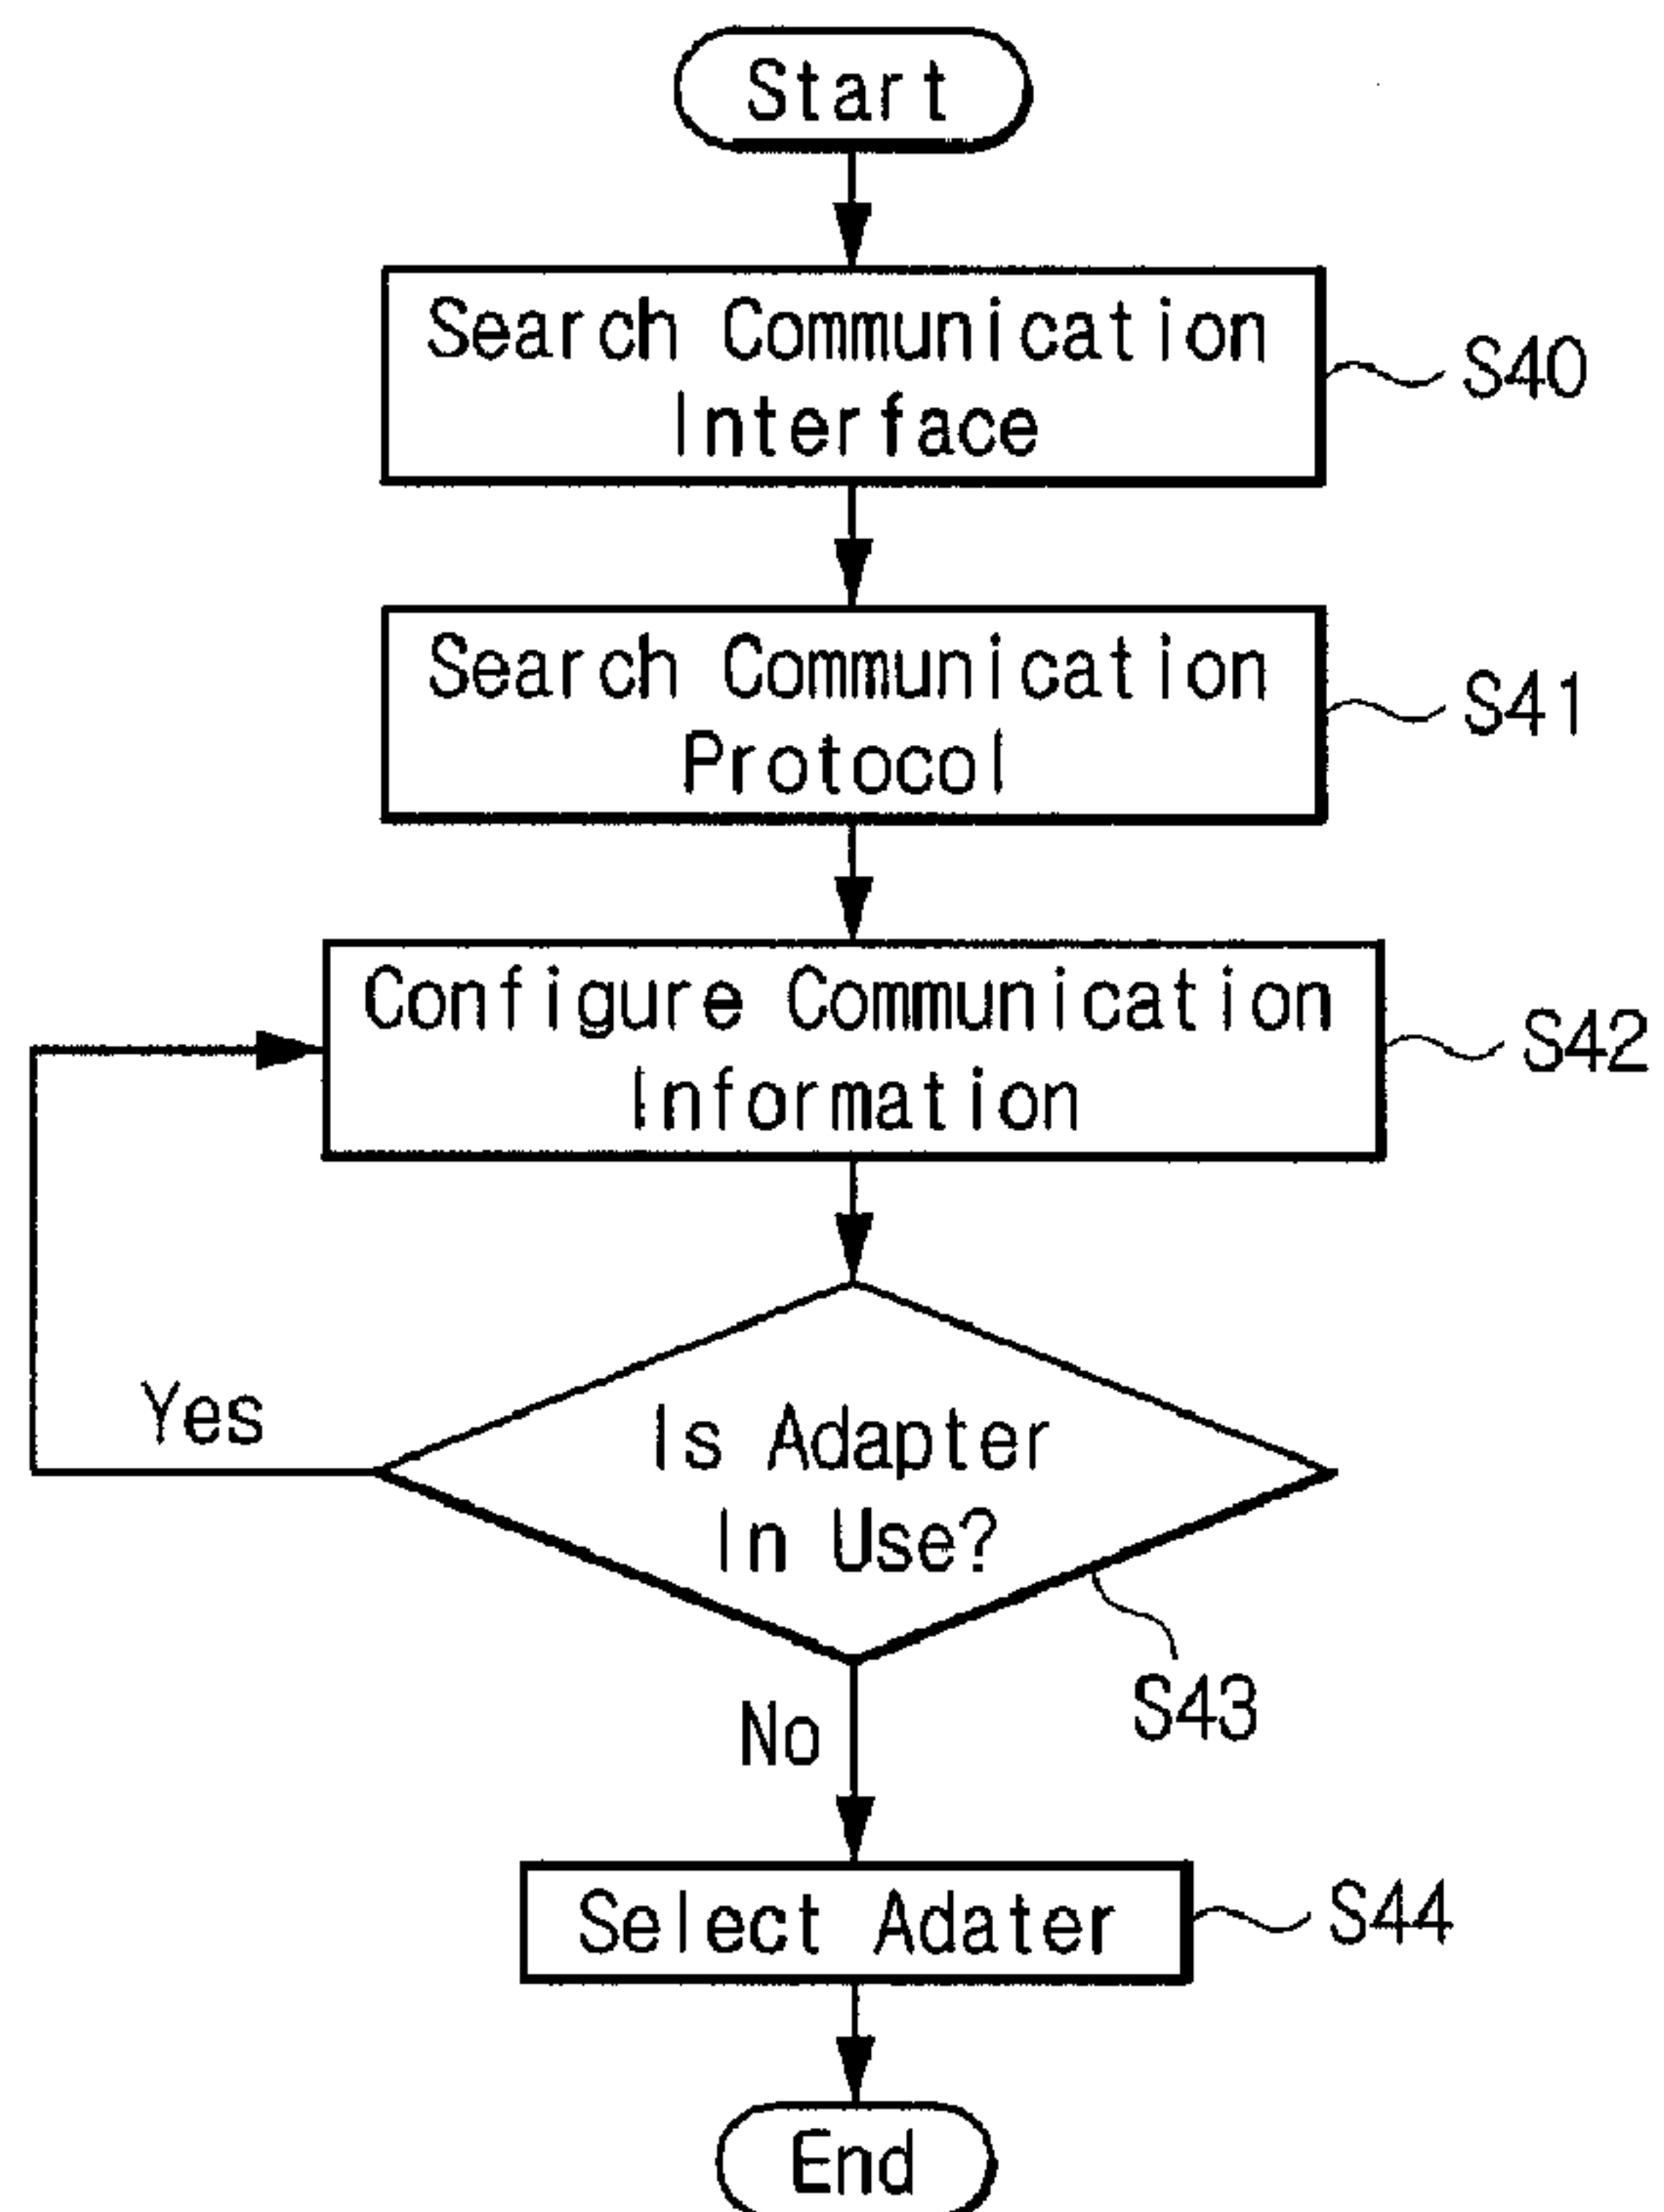 Start
Search Communication
Interface
S40
Search Communication
Protocol
S41
Configure Communication
Information
S42
Yes
Is Adapter
In Use?
S43
No
Select Adater
S44
End